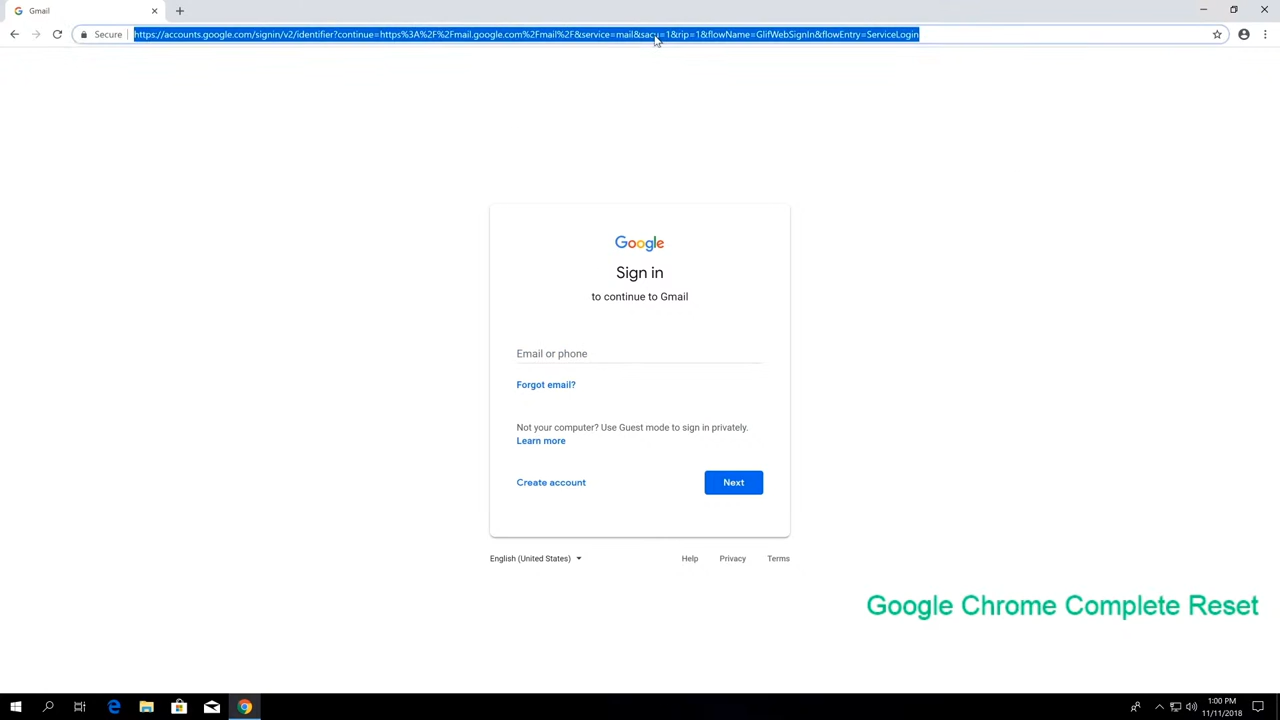 Gmail
Secure
https://accounts.google.com/signin/v2/identifier?continue=https%3A%2F%2Fmail.google.com%2Fmail%2F&service=mail&sacu=1&rip=1&flowName=GlifWebSignIn&flowEntry=ServiceLogin
Google
Sign in
to continue to Gmail
Email or phone
Forgot email?
Not your computer? Use Guest mode to sign in privately.
Learn more
Create account
Next
English (United States)
Help
Privacy
Terms
Google Chrome Complete Reset
1:00 PM
11/11/2018